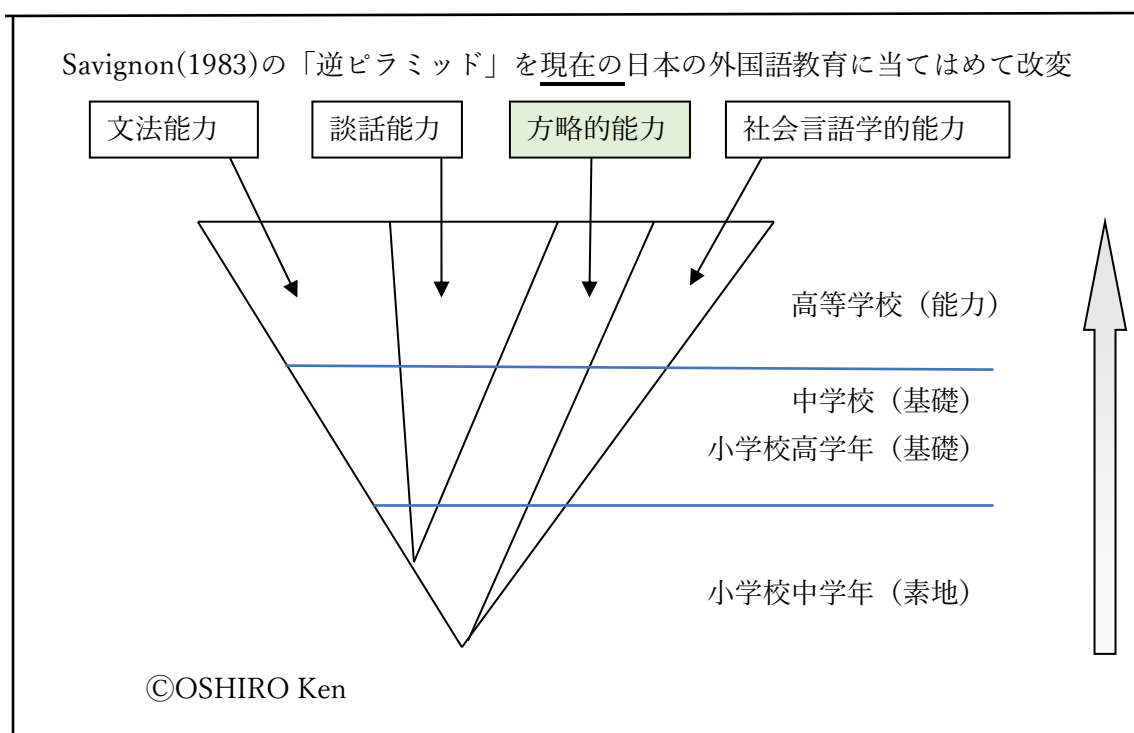 Savignon(1983)の「逆ピラミッド」を現在の日本の外国語教育に当てはめて改変
文法能力
談話能力
方略的能力
社会言語学的能力
高等学校（能力）
中学校（基礎）
小学校高学年（基礎）
小学校中学年（素地）
ⒸOSHIRO Ken